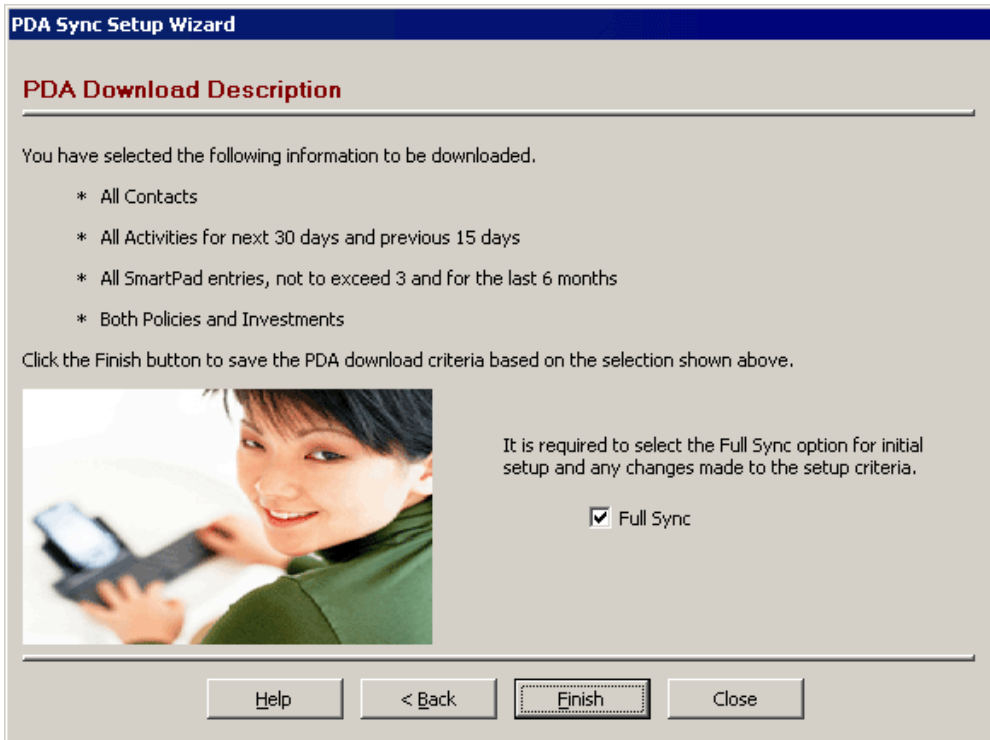 PDA Sync Setup Wizard
PDA Download Description
You have selected the following information to be downloaded.
* All Contacts
* All Activities for next 30 days and previous 15 days
* All SmartPad entries, not to exceed 3 and for the last 6 months
* Both Policies and Investments
Click the Finish button to save the PDA download criteria based on the selection shown above.
It is required to select the Full Sync option for initial
setup and any changes made to the setup criteria.
Full Sync
Help
< Back
Finish
Close